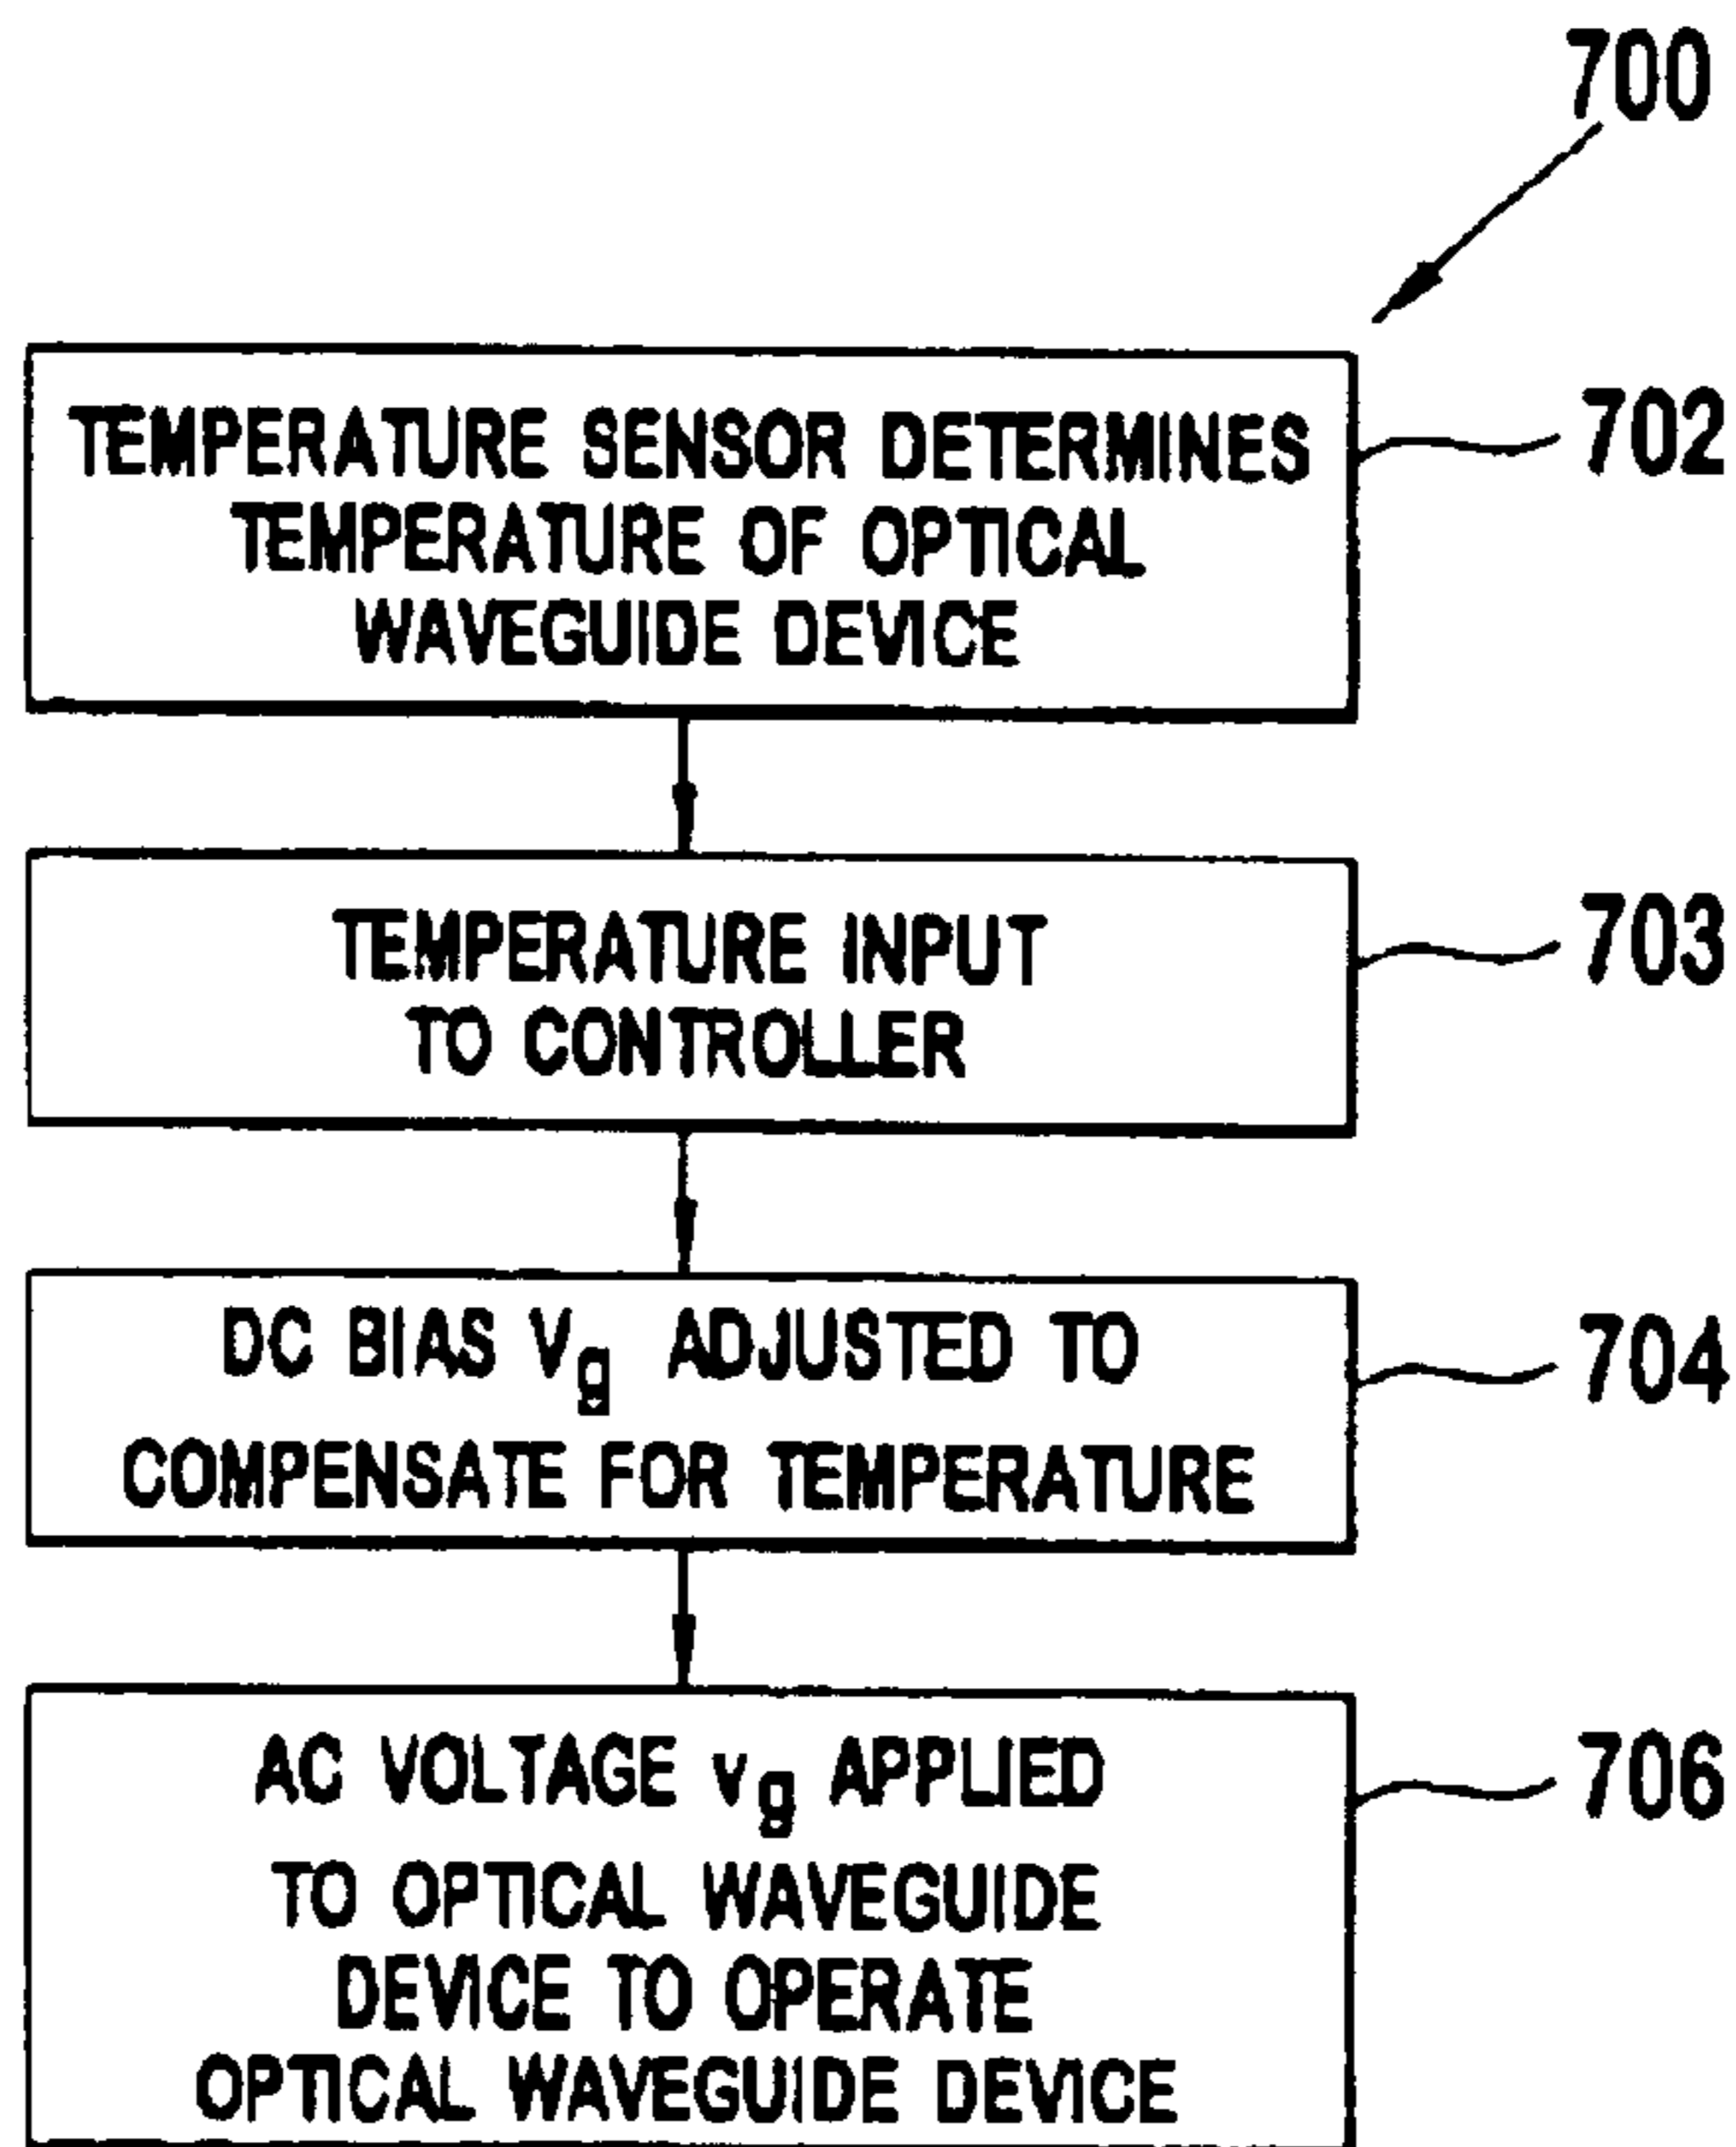 700
TEMPERATURE SENSOR DETERMINES
TEMPERATURE OF OPTICAL
WAVEGUIDE DEVICE
702
TEMPERATURE INPUT
TO CONTROLLER
703
DC BIAS Vg ADJUSTED TO
COMPENSATE FOR TEMPERATURE
704
AC VOLTAGE vg APPLIED
TO OPTICAL WAVEGUIDE
DEVICE TO OPERATE
OPTICAL WAVEGUIDE DEVICE
706